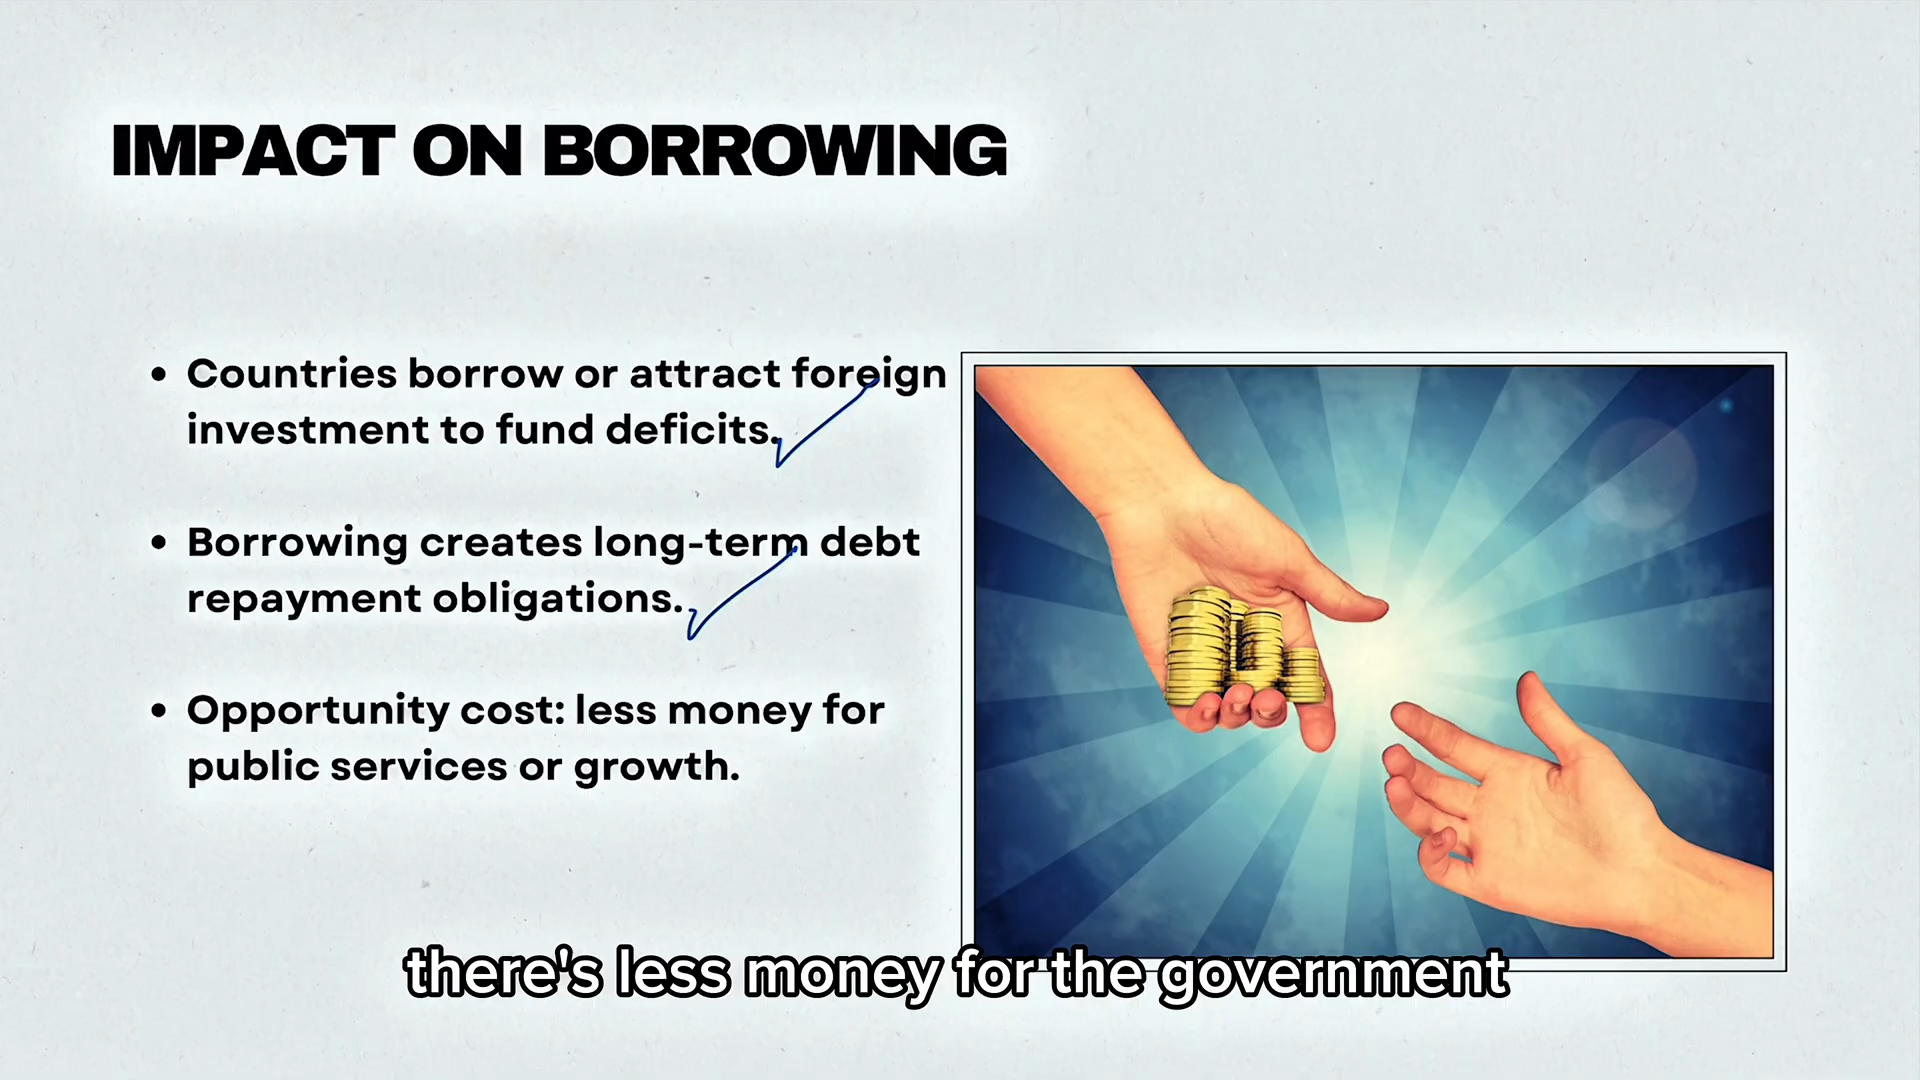 IMPACT ON BORROWING
• Countries borrow or attract foreign
investment to fund deficits.
• Borrowing creates long-term debt
repayment obligations.
• Opportunity cost: less money for
public services or growth.
there's less money for the government